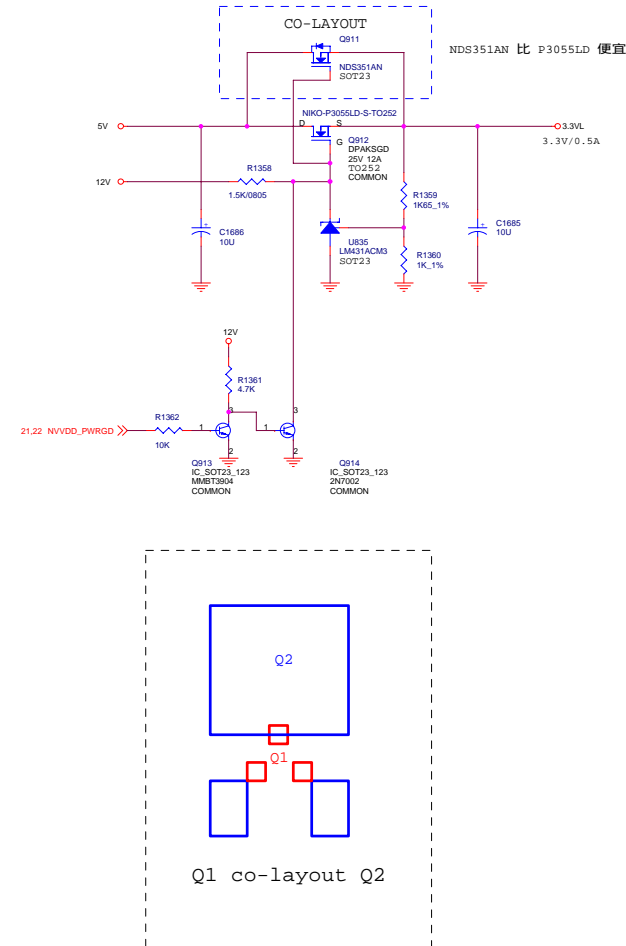 CO-LAYOUT
Q911
NDS351AN
SOT23
NDS351AN 比 P3055LD 便宜
NIKO-P3055LD-S-TO252
D
S
G
5V
3.3VL
3.3V/0.5A
Q912
DPAKSGD
25V 12A
TO252
COMMON
12V
R1358
1.5K/0805
R1359
1K65_1%
C1686
10U
U835
LM431ACM3
SOT23
R1360
1K_1%
C1685
10U
12V
R1361
4.7K
21,22 NVVDD_PWRGD
R1362
10K
1
3
2
1
3
2
Q913
IC_SOT23_123
MMBT3904
COMMON
Q914
IC_SOT23_123
2N7002
COMMON
Q2
Q1
Q1 co-layout Q2